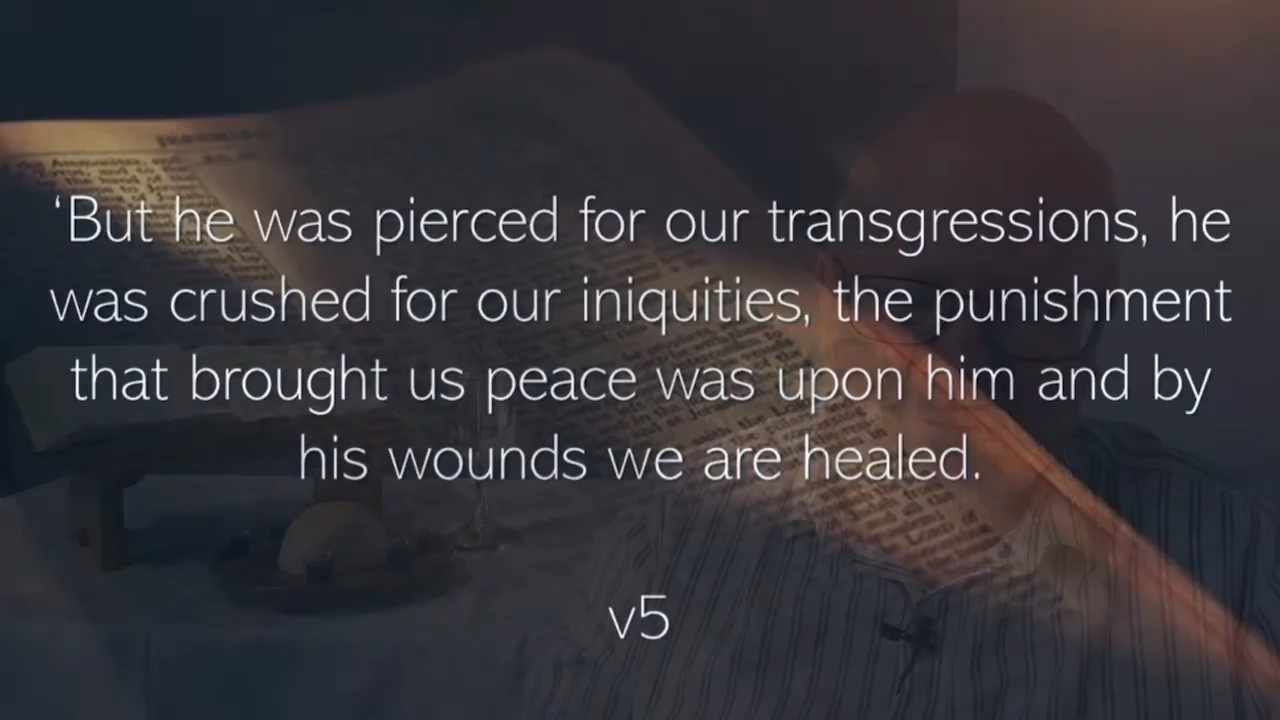 ‘But he was pierced for our transgressions, he
was crushed for our iniquities, the punishment
that brought us peace was upon him and by
his wounds we are healed.
v5